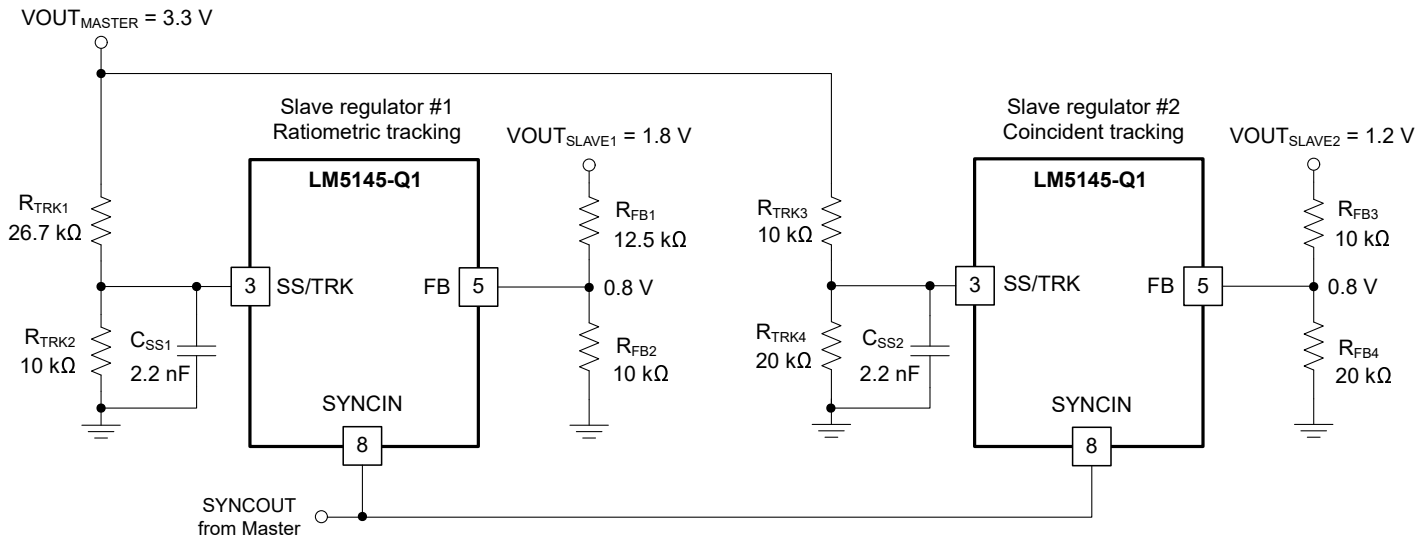 VOUTMASTER = 3.3 V
Slave regulator #1
Ratiometric tracking
LM5145-Q1
VOUTSLAVE1 = 1.8 V
RTRK1
26.7 kΩ
RFB1
12.5 kΩ
3
SS/TRK
FB
5
0.8 V
RTRK2
10 kΩ
CSS1
2.2 nF
RFB2
10 kΩ
SYNCIN
8
Slave regulator #2
Coincident tracking
LM5145-Q1
VOUTSLAVE2 = 1.2 V
RTRK3
10 kΩ
RFB3
10 kΩ
3
SS/TRK
FB
5
0.8 V
RTRK4
20 kΩ
CSS2
2.2 nF
RFB4
20 kΩ
SYNCIN
8
SYNCOUT
from Master